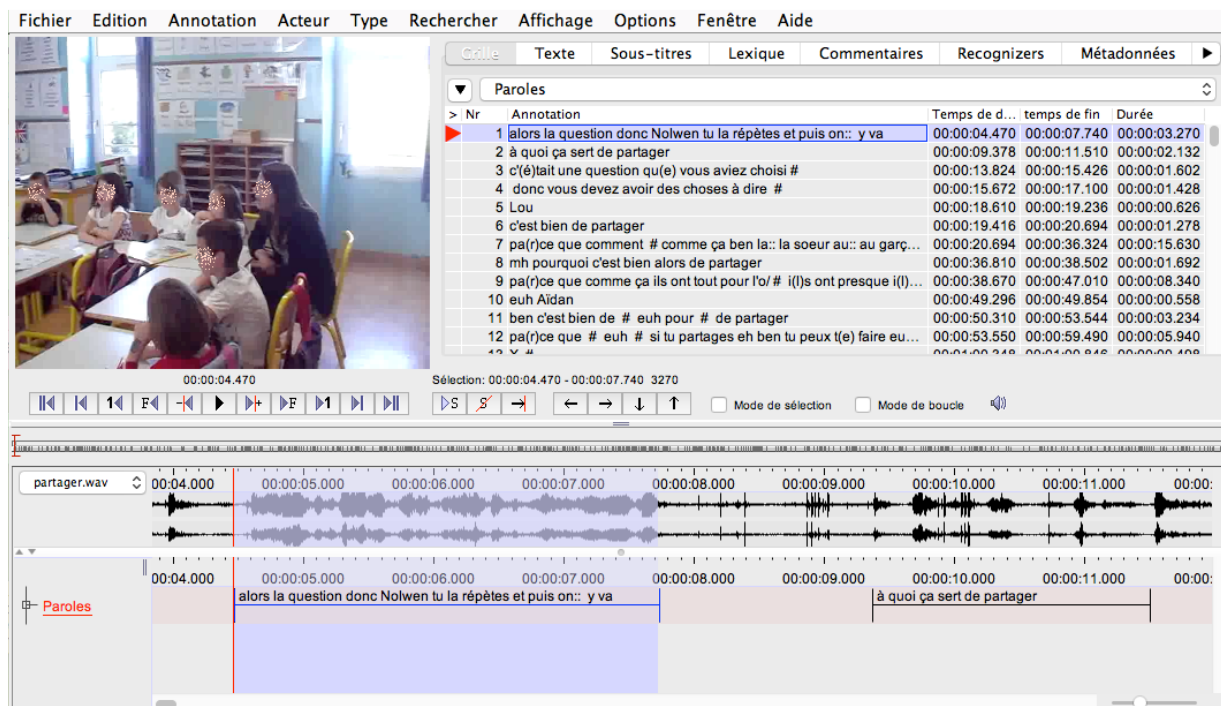 Fichier Edition Annotation Acteur Type Rechercher Affichage Options Fenêtre Aide
Grille Texte Sous-titres Lexique Commentaires Recognizers Métadonnées
Paroles
> Nr Annotation Temps de d... temps de fin Durée
1 alors la question donc Nolwen tu la répètes et puis on:: y va 00:00:04.470 00:00:07.740 00:00:03.270
2 à quoi ça sert de partager 00:00:09.378 00:00:11.510 00:00:02.132
3 c'(é)tait une question qu(e) vous aviez choisi # 00:00:13.824 00:00:15.426 00:00:01.602
4 donc vous devez avoir des choses à dire # 00:00:15.672 00:00:17.100 00:00:01.428
5 Lou 00:00:18.610 00:00:19.236 00:00:00.626
6 c'est bien de partager 00:00:19.416 00:00:20.694 00:00:01.278
7 pa(r)ce que comment # comme ça ben la:: la soeur au:: au garç... 00:00:20.694 00:00:36.324 00:00:15.630
8 mh pourquoi c'est bien alors de partager 00:00:36.810 00:00:38.502 00:00:01.692
9 pa(r)ce que comme ça ils ont tout pour l'o/ # i(l)s ont presque i(l)... 00:00:38.670 00:00:47.010 00:00:08.340
10 euh Aïdan 00:00:49.296 00:00:49.854 00:00:00.558
11 ben c'est bien de # euh pour # de partager 00:00:50.310 00:00:53.544 00:00:03.234
12 pa(r)ce que # euh # si tu partages eh ben tu peux t(e) faire eu... 00:00:53.550 00:00:59.490 00:00:05.940
00:00:04.470
Sélection: 00:00:04.470 - 00:00:07.740 3270
Mode de sélection Mode de boucle
partager.wav 00:04.000 00:00:05.000 00:00:06.000 00:00:07.000 00:00:08.000 00:00:09.000 00:00:10.000 00:00:11.000 00:00:
00:04.000 00:00:05.000 00:00:06.000 00:00:07.000 00:00:08.000 00:00:09.000 00:00:10.000 00:00:11.000 00:00:
Paroles alors la question donc Nolwen tu la répètes et puis on:: y va à quoi ça sert de partager